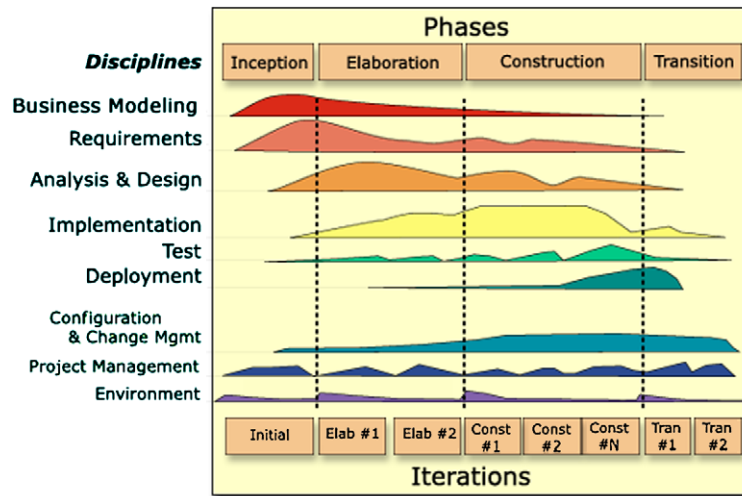 Phases
Disciplines
Inception
Elaboration
Construction
Transition
Business Modeling
Requirements
Analysis & Design
Implementation
Test
Deployment
Configuration
& Change Mgmt
Project Management
Environment
Initial
Elab #1
Elab #2
Const
#1
Const
#2
Const
#N
Tran
#1
Tran
#2
Iterations